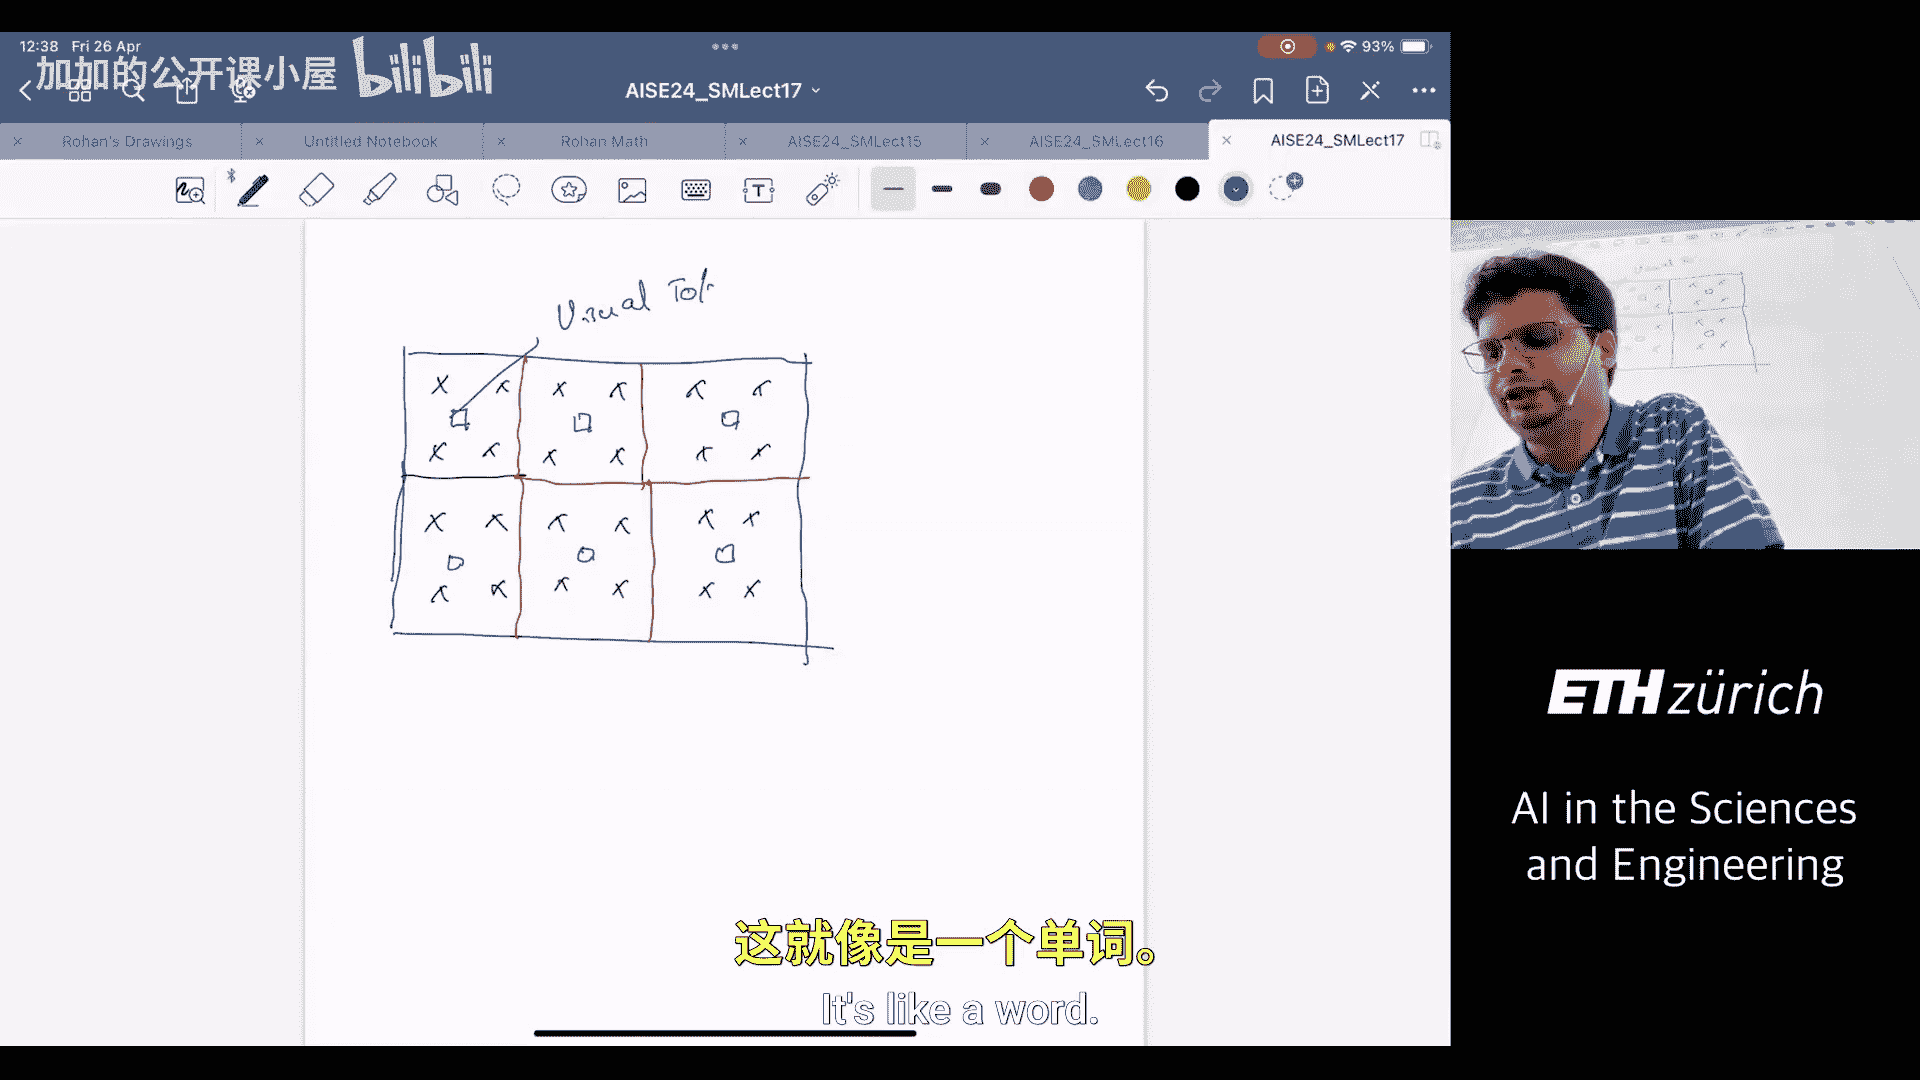 12:38 Fri 26 Apr
93%
加加的公开课小屋 bilibili
AISE24_SMLect17
Rohan's Drawings
Untitled Notebook
Rohan Math
AISE24_SMLect15
AISE24_SMLect16
AISE24_SMLect17
T
Visual Tok
x x x x x x
x x x x x x
x x x x x x
x x x x x x
ETH zürich
AI in the Sciences
and Engineering
这就像是一个单词。
It's like a word.